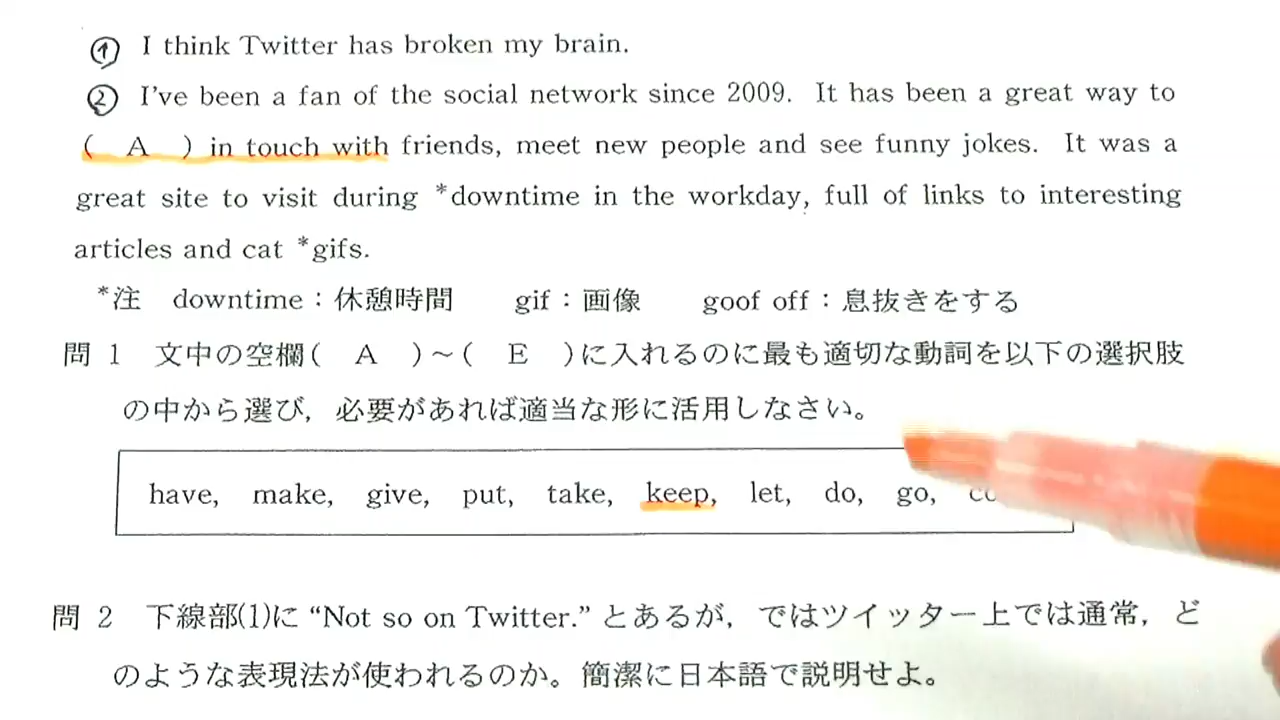 ① I think Twitter has broken my brain.
② I've been a fan of the social network since 2009. It has been a great way to
( A ) in touch with friends, meet new people and see funny jokes. It was a
great site to visit during *downtime in the workday, full of links to interesting
articles and cat *gifs.
*注 downtime：休憩時間 gif：画像 goof off：息抜きをする
問 1 文中の空欄( A )～( E )に入れるのに最も適切な動詞を以下の選択肢
の中から選び，必要があれば適当な形に活用しなさい。
have, make, give, put, take, keep, let, do, go,
問 2 下線部(1)に "Not so on Twitter." とあるが，ではツイッター上では通常，ど
のような表現法が使われるのか。簡潔に日本語で説明せよ。